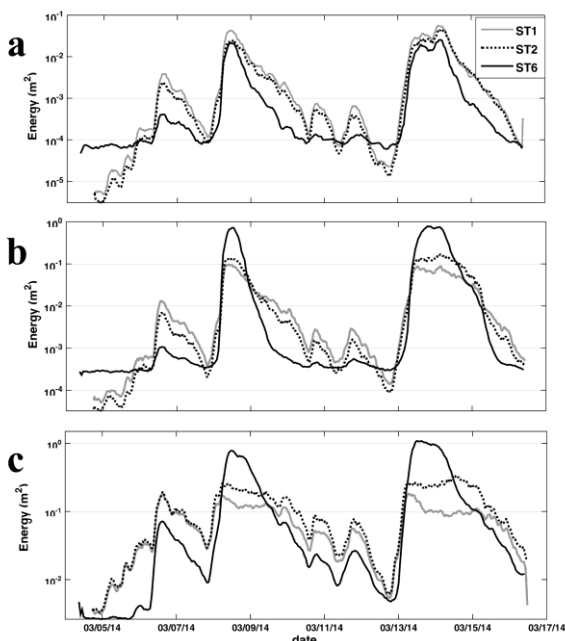 a
Energy (m²)
10⁻¹
10⁻²
10⁻³
10⁻⁴
10⁻⁵
ST1
ST2
ST6
b
Energy (m²)
10⁰
10⁻¹
10⁻²
10⁻³
10⁻⁴
c
Energy (m²)
10⁰
10⁻¹
10⁻²
03/05/14 03/07/14 03/09/14 03/11/14 03/13/14 03/15/14 03/17/14
date